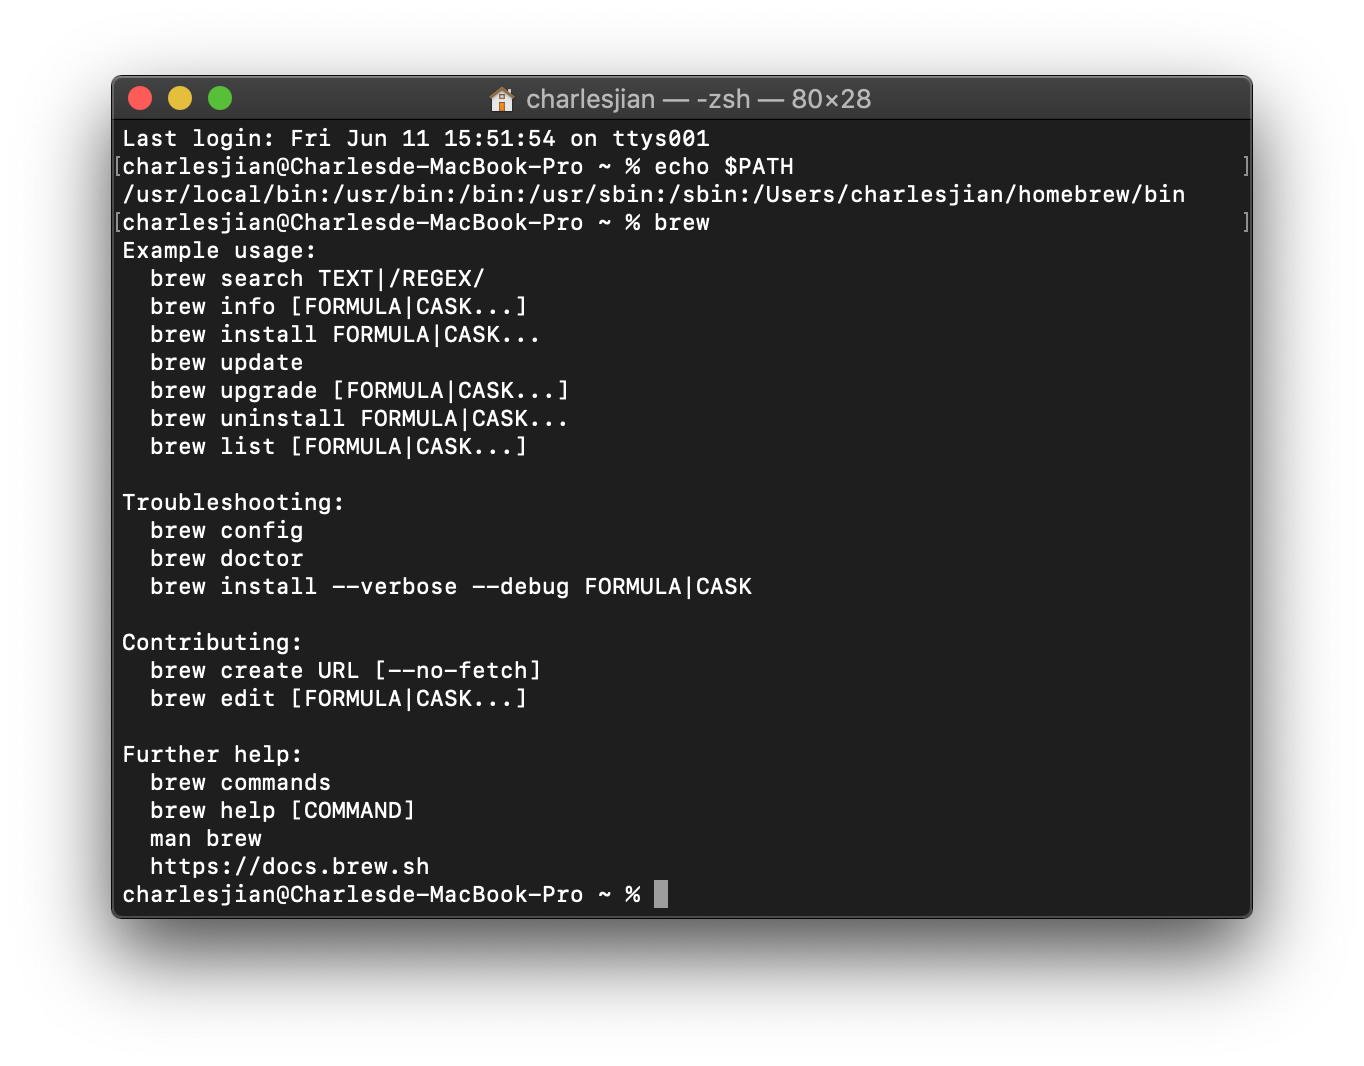 charlesjian — -zsh — 80×28
Last login: Fri Jun 11 15:51:54 on ttys001
[charlesjian@Charlesde-MacBook-Pro ~ % echo $PATH ]
/usr/local/bin:/usr/bin:/bin:/usr/sbin:/sbin:/Users/charlesjian/homebrew/bin
[charlesjian@Charlesde-MacBook-Pro ~ % brew ]
Example usage:
  brew search TEXT|/REGEX/
  brew info [FORMULA|CASK...]
  brew install FORMULA|CASK...
  brew update
  brew upgrade [FORMULA|CASK...]
  brew uninstall FORMULA|CASK...
  brew list [FORMULA|CASK...]

Troubleshooting:
  brew config
  brew doctor
  brew install --verbose --debug FORMULA|CASK

Contributing:
  brew create URL [--no-fetch]
  brew edit [FORMULA|CASK...]

Further help:
  brew commands
  brew help [COMMAND]
  man brew
  https://docs.brew.sh
charlesjian@Charlesde-MacBook-Pro ~ %